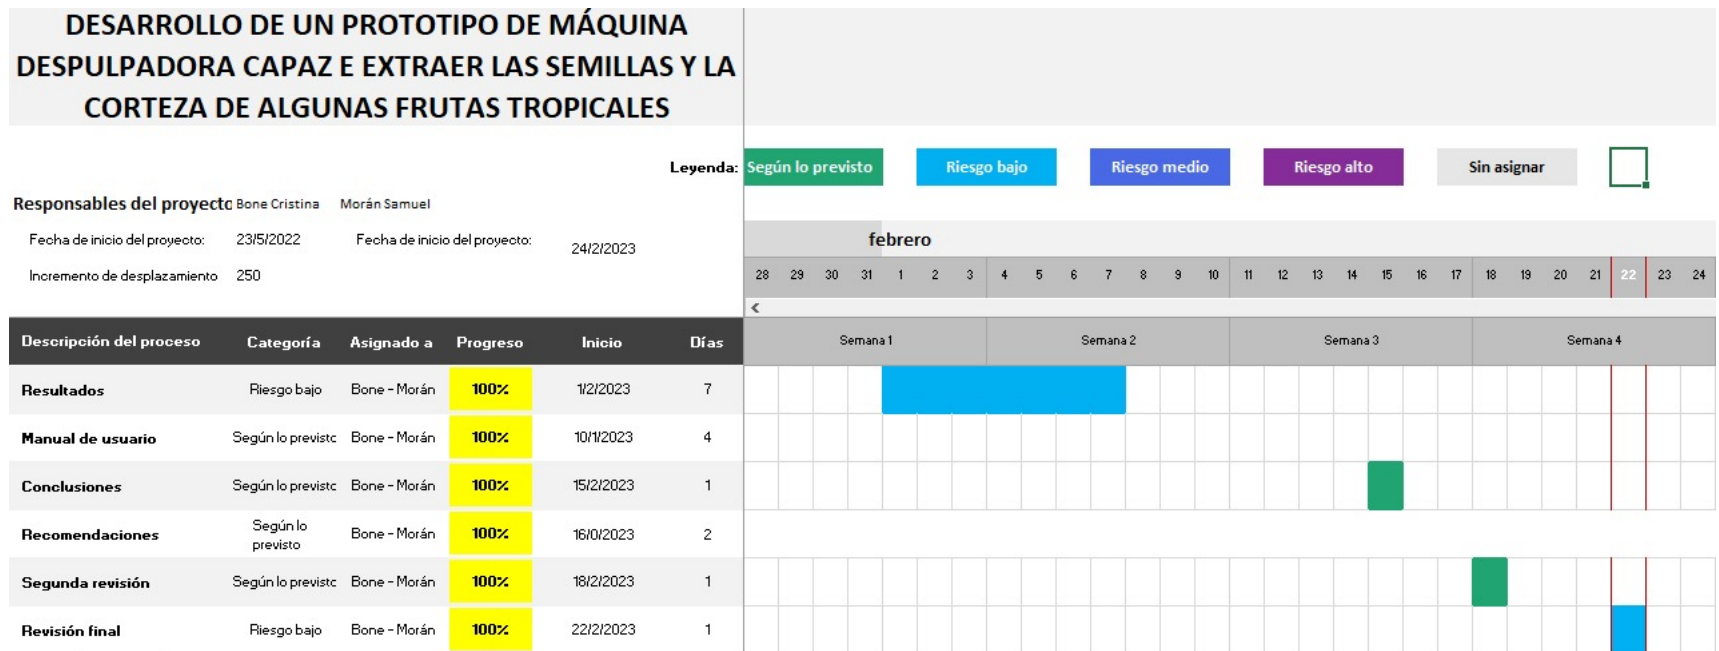 DESARROLLO DE UN PROTOTIPO DE MÁQUINA
DESPULPADORA CAPAZ E EXTRAER LAS SEMILLAS Y LA
CORTEZA DE ALGUNAS FRUTAS TROPICALES
Leyenda: Según lo previsto Riesgo bajo Riesgo medio Riesgo alto Sin asignar
Responsables del proyecto Bone Cristina Morán Samuel
Fecha de inicio del proyecto: 23/5/2022 Fecha de inicio del proyecto: 24/2/2023
febrero
Incremento de desplazamiento 250
28 29 30 31 1 2 3 4 5 6 7 8 9 10 11 12 13 14 15 16 17 18 19 20 21 22 23 24
Descripción del proceso Categoría Asignado a Progreso Inicio Días Semana 1 Semana 2 Semana 3 Semana 4
Resultados Riesgo bajo Bone - Morán 100% 1/2/2023 7
Manual de usuario Según lo previstc Bone - Morán 100% 10/1/2023 4
Conclusiones Según lo previstc Bone - Morán 100% 15/2/2023 1
Recomendaciones Según lo previsto Bone - Morán 100% 16/0/2023 2
Segunda revisión Según lo previstc Bone - Morán 100% 18/2/2023 1
Revisión final Riesgo bajo Bone - Morán 100% 22/2/2023 1